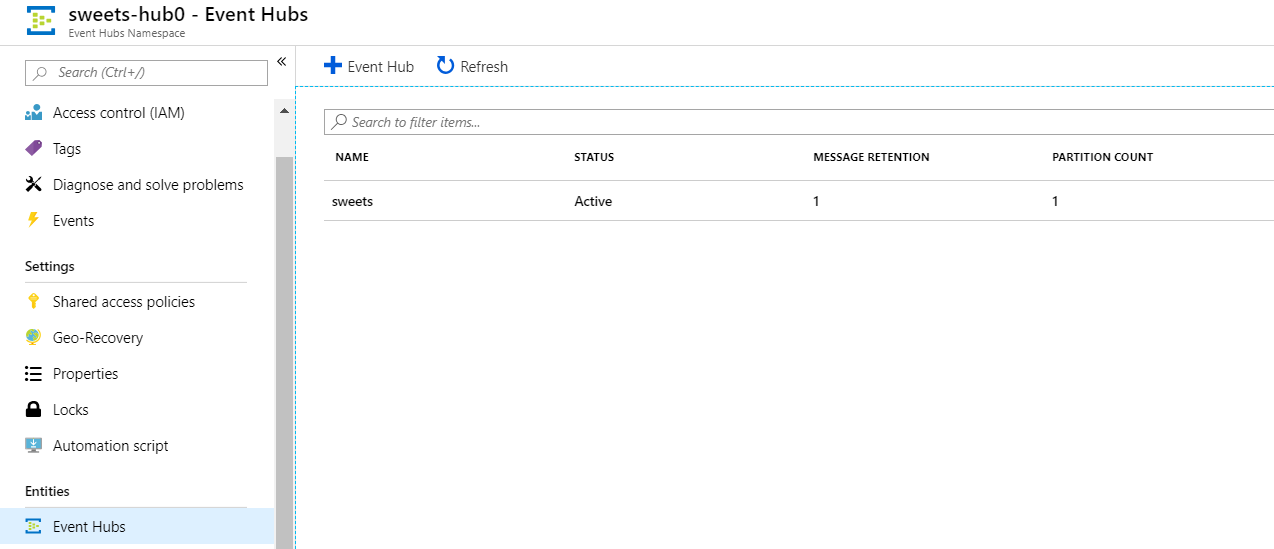 sweets-hub0 - Event Hubs
Event Hubs Namespace
Search (Ctrl+/)
«
Access control (IAM)
Tags
Diagnose and solve problems
Events
Settings
Shared access policies
Geo-Recovery
Properties
Locks
Automation script
Entities
Event Hubs
Event Hub Refresh
Search to filter items...
NAME STATUS MESSAGE RETENTION PARTITION COUNT
sweets Active 1 1